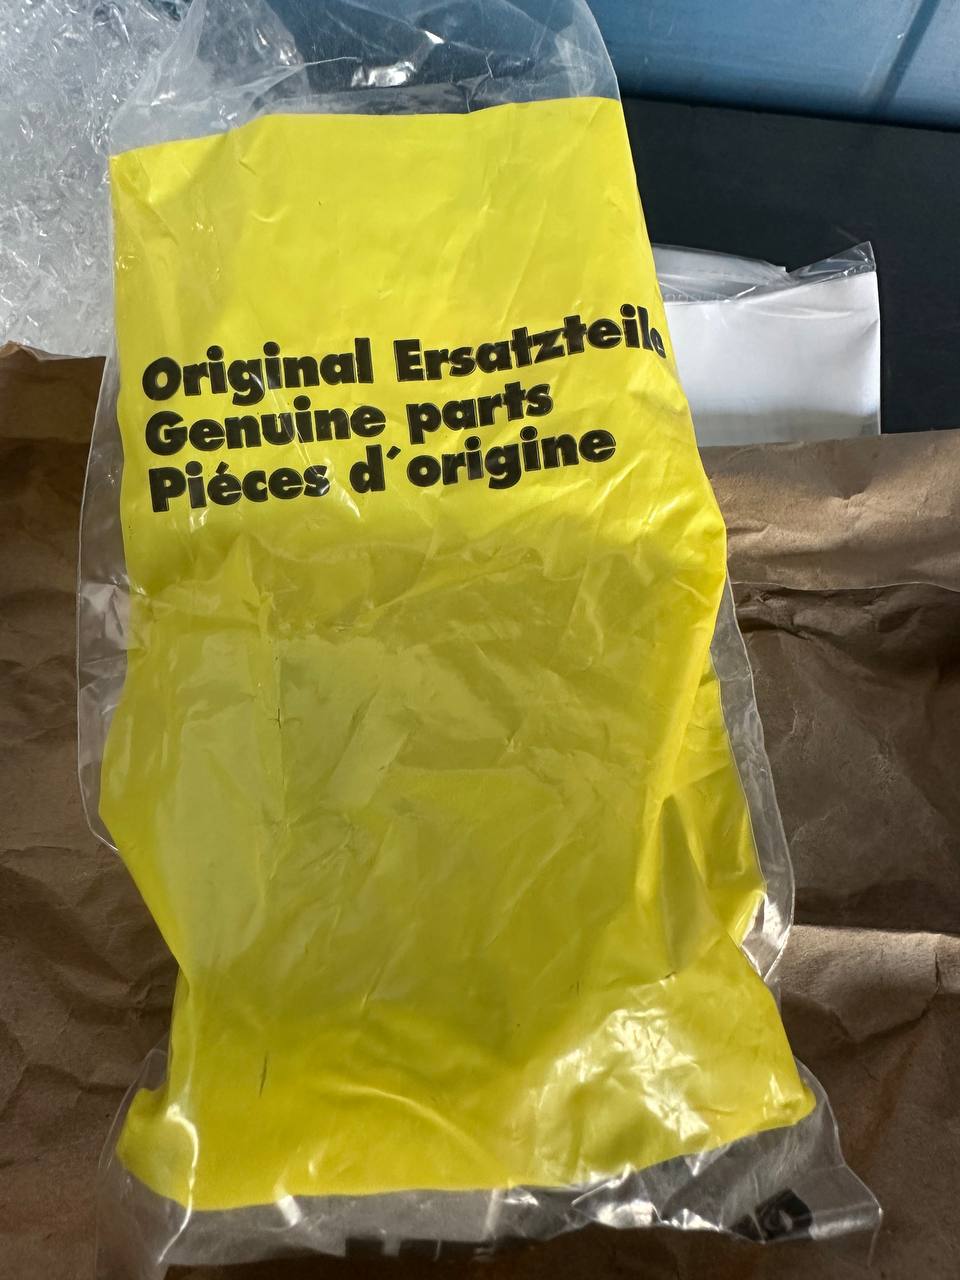 Original Ersatzteile
Genuine parts
Piéces d´origine